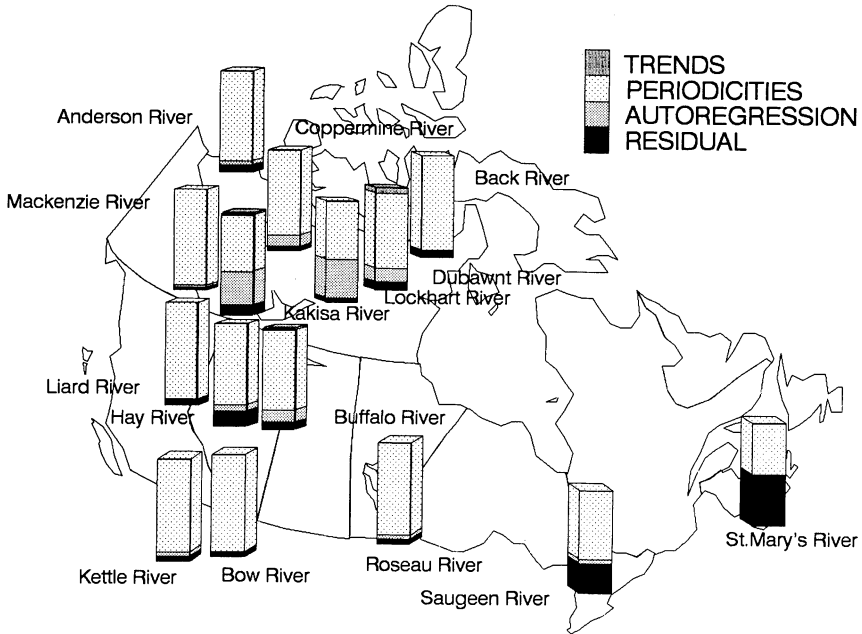 TRENDS
PERIODICITIES
AUTOREGRESSION
RESIDUAL
Anderson River
Coppermine River
Back River
Mackenzie River
Dubawnt River
Lockhart River
Kakisa River
Liard River
Hay River
Buffalo River
Kettle River
Bow River
Roseau River
Saugeen River
St.Mary's River